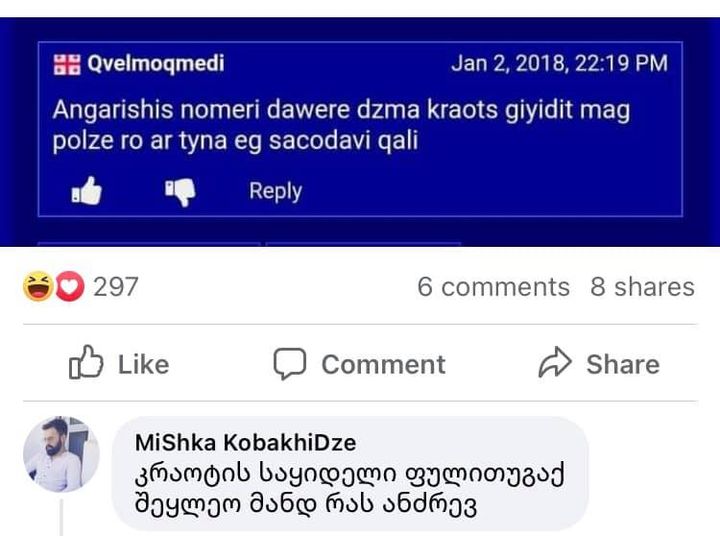 Qvelmoqmedi
Jan 2, 2018, 22:19 PM
Angarishis nomeri dawere dzma kraots giyidit mag
polze ro ar tyna eg sacodavi qali
Reply
297
6 comments 8 shares
Like
Comment
Share
MiShka KobakhiDze
კრაოტის საყიდელი ფულითუგაქ
შეყლეო მანდ რას ანძრევ